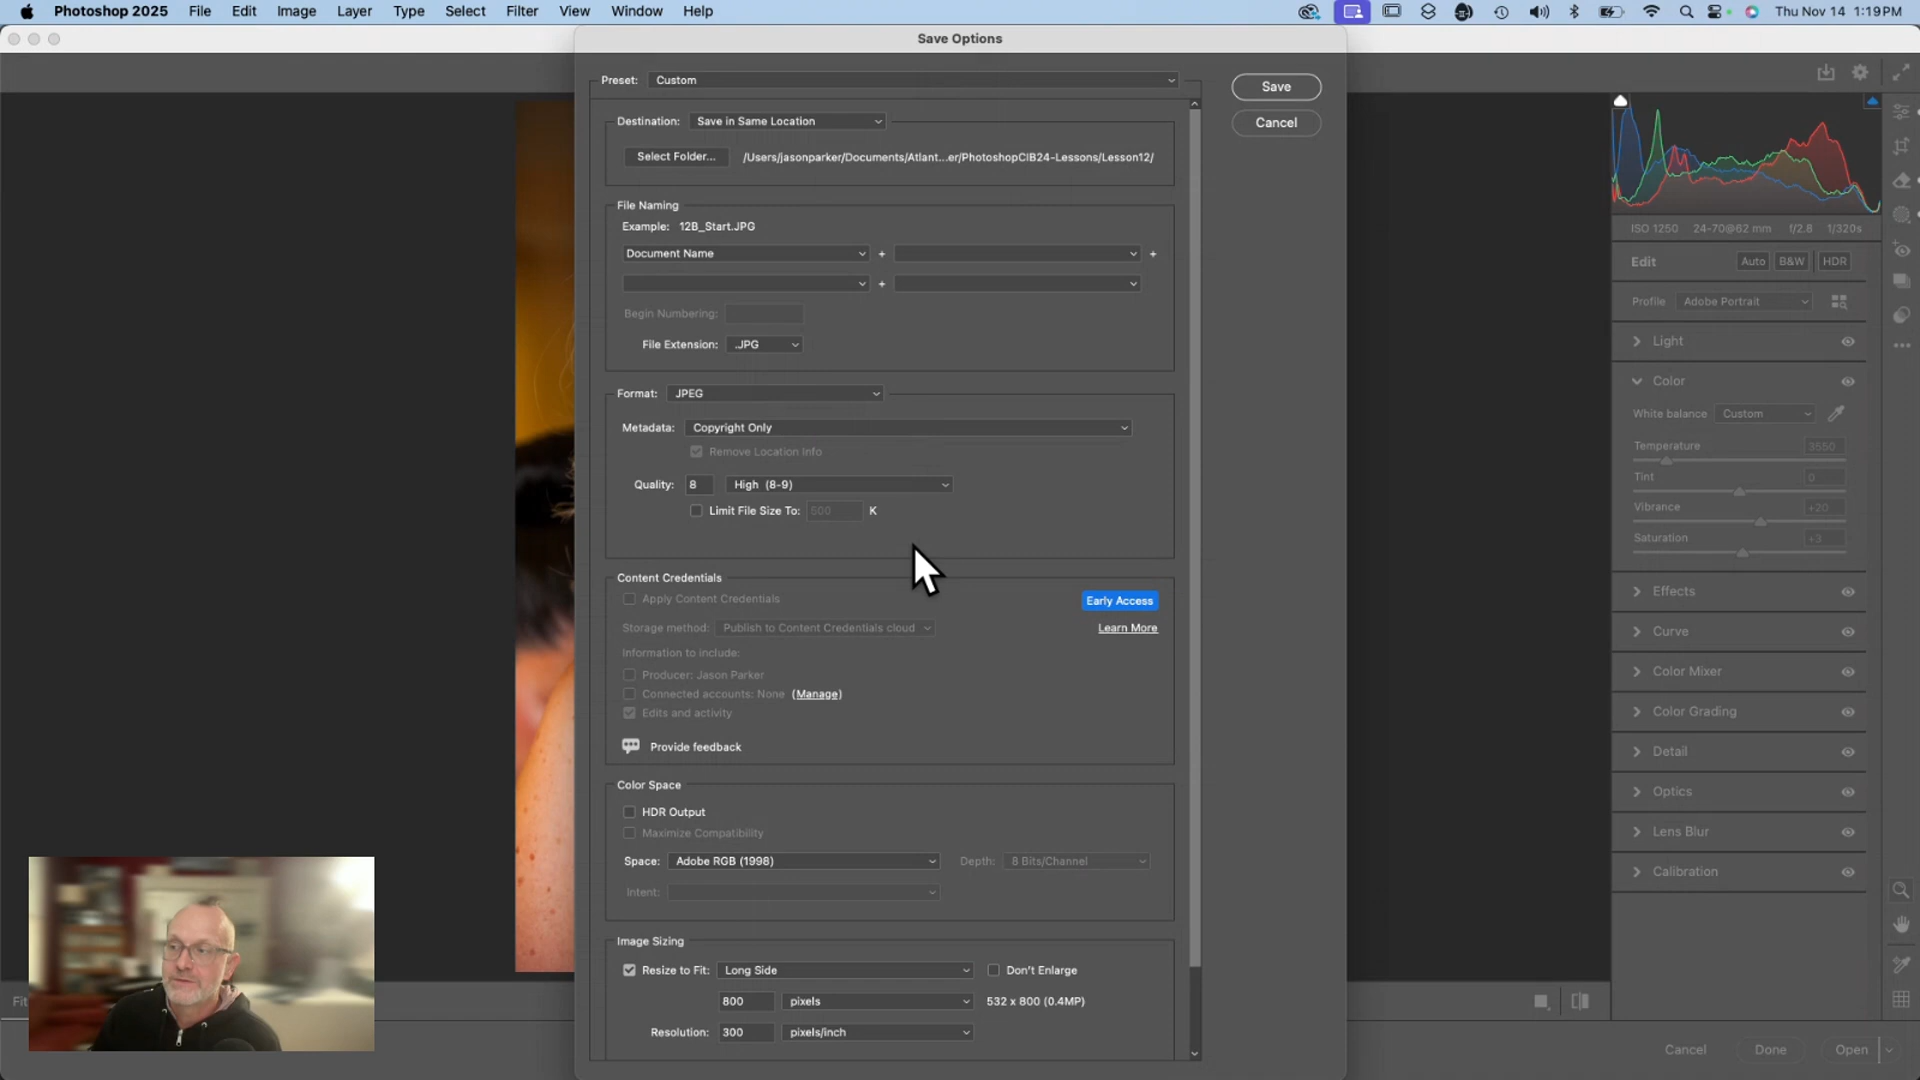 Photoshop 2025 File Edit Image Layer Type Select Filter View Window Help Thu Nov 14 1:19 PM
Save Options
Preset: Custom
Save
Cancel
Destination: Save in Same Location
Select Folder... /Users/jasonparker/Documents/Atlant...er/PhotoshopCIB24-Lessons/Lesson12/
File Naming
Example: 12B_Start.JPG
Document Name + +
+
Begin Numbering:
File Extension: .JPG
Format: JPEG
Metadata: Copyright Only
Remove Location Info
Quality: 8 High (8-9)
Limit File Size To: 500 K
Content Credentials
Apply Content Credentials Early Access
Storage method: Publish to Content Credentials cloud Learn More
Information to include:
Producer: Jason Parker
Connected accounts: None (Manage)
Edits and activity
Provide feedback
Color Space
HDR Output
Maximize Compatibility
Space: Adobe RGB (1998) Depth: 8 Bits/Channel
Intent:
Image Sizing
Resize to Fit: Long Side Don't Enlarge
800 pixels 532 x 800 (0.4MP)
Resolution: 300 pixels/inch
ISO 1250 24-70@62 mm f/2.8 1/320s
Edit Auto B&W HDR
Profile Adobe Portrait
Light
Color
White balance Custom
Temperature 3550
Tint 0
Vibrance +20
Saturation +3
Effects
Curve
Color Mixer
Color Grading
Detail
Optics
Lens Blur
Calibration
Fit
Cancel Done Open